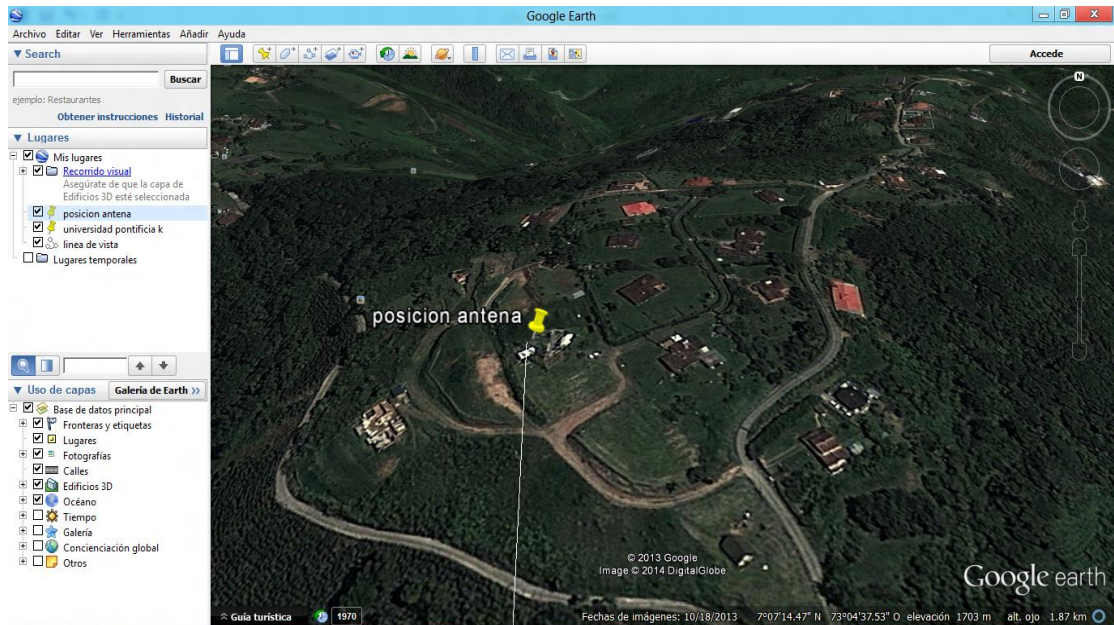 Google Earth
Archivo Editar Ver Herramientas Añadir Ayuda
Search
Buscar
ejemplo: Restaurantes
Obtener instrucciones Historial
Lugares
Mis lugares
Recorrido visual
Asegúrate de que la capa de
Edificios 3D esté seleccionada
posicion antena
universidad pontificia k
linea de vista
Lugares temporales
Uso de capas Galería de Earth >>
Base de datos principal
Fronteras y etiquetas
Lugares
Fotografías
Calles
Edificios 3D
Océano
Tiempo
Galería
Concienciación global
Otros
Accede
N
posicion antena
© 2013 Google
Image © 2014 DigitalGlobe
Google earth
Guía turística 1970 Fechas de imágenes: 10/18/2013 7°07'14.47" N 73°04'37.53" O elevación 1703 m alt. ojo 1.87 km